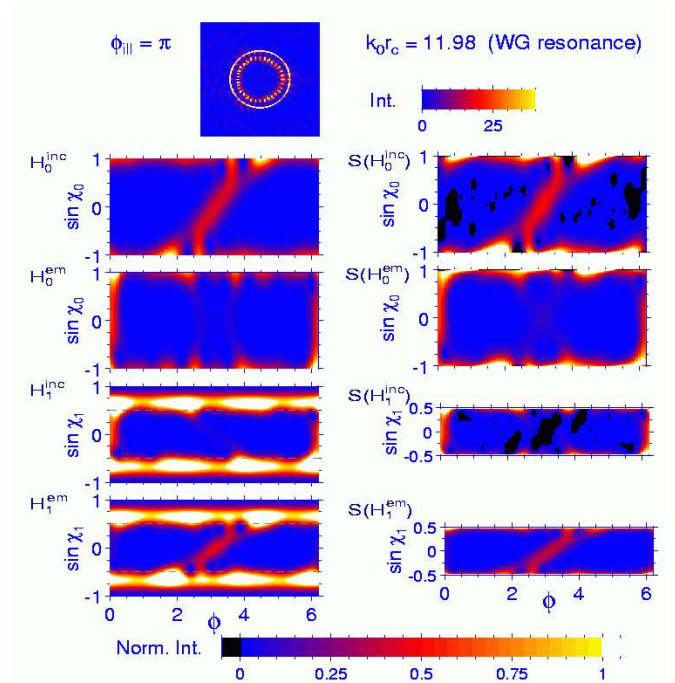 ϕill = π
k0rc = 11.98 (WG resonance)
Int.
0 25
H0inc
S(H0inc)
1
0
-1
sin χ0
1
0
-1
sin χ0
H0em
S(H0em)
1
0
-1
sin χ0
1
0
-1
sin χ0
H1inc
S(H1inc)
1
0
-1
sin χ1
0.5
0
-0.5
sin χ1
H1em
S(H1em)
1
0
-1
sin χ1
0.5
0
-0.5
sin χ1
0 2 4 6
0 2 4 6
ϕ
ϕ
Norm. Int.
0 0.25 0.5 0.75 1